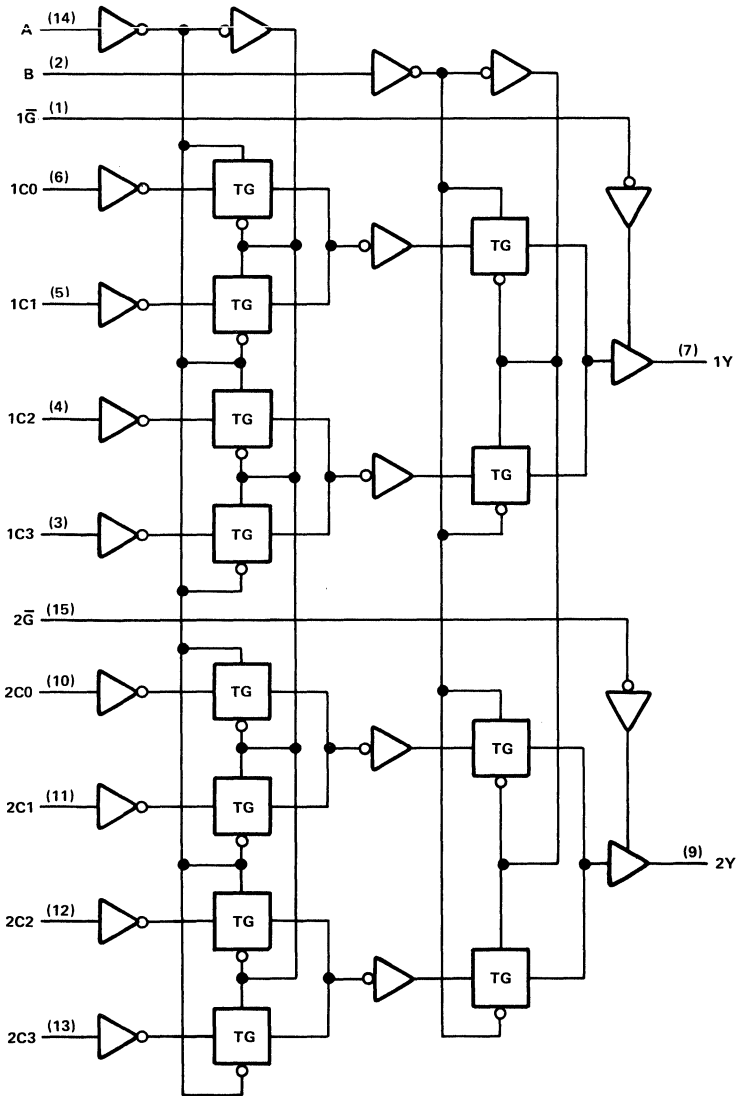 A (14)
B (2)
1G̅ (1)
1C0 (6)
TG
TG
1C1 (5)
TG
(7) 1Y
1C2 (4)
TG
TG
1C3 (3)
TG
2G̅ (15)
2C0 (10)
TG
TG
2C1 (11)
TG
(9) 2Y
2C2 (12)
TG
TG
2C3 (13)
TG